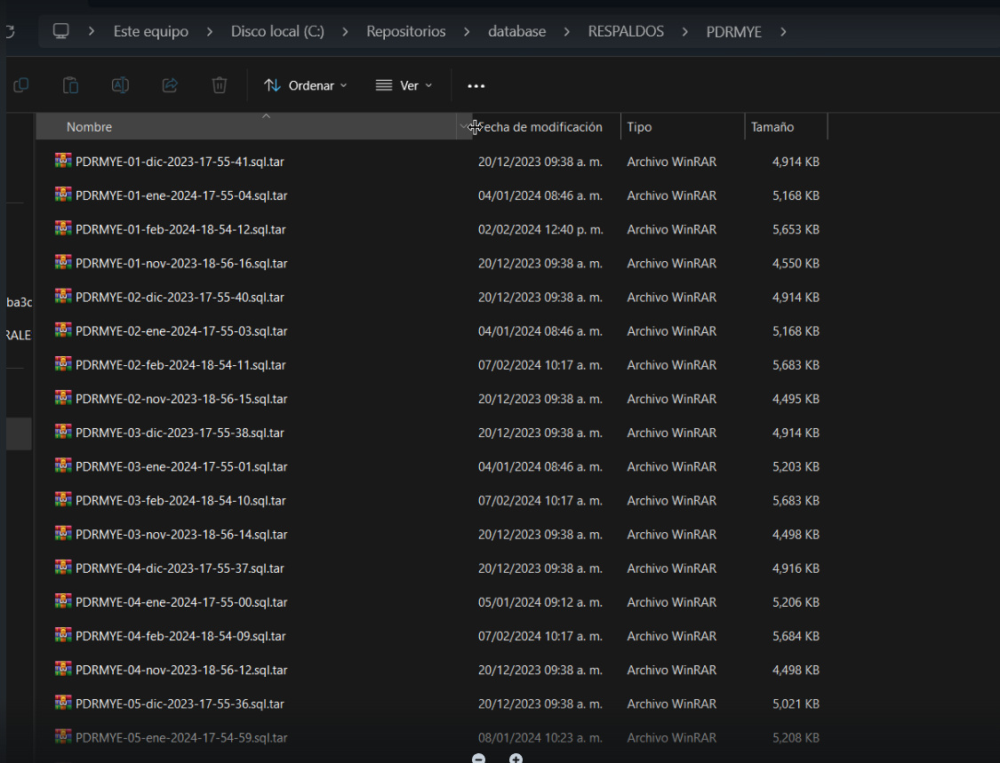 Este equipo > Disco local (C:) > Repositorios > database > RESPALDOS > PDRMYE >
Ordenar Ver ...
Nombre Fecha de modificación Tipo Tamaño
PDRMYE-01-dic-2023-17-55-41.sql.tar 20/12/2023 09:38 a. m. Archivo WinRAR 4,914 KB
PDRMYE-01-ene-2024-17-55-04.sql.tar 04/01/2024 08:46 a. m. Archivo WinRAR 5,168 KB
PDRMYE-01-feb-2024-18-54-12.sql.tar 02/02/2024 12:40 p. m. Archivo WinRAR 5,653 KB
PDRMYE-01-nov-2023-18-56-16.sql.tar 20/12/2023 09:38 a. m. Archivo WinRAR 4,550 KB
PDRMYE-02-dic-2023-17-55-40.sql.tar 20/12/2023 09:38 a. m. Archivo WinRAR 4,914 KB
ba3c
PDRMYE-02-ene-2024-17-55-03.sql.tar 04/01/2024 08:46 a. m. Archivo WinRAR 5,168 KB
RALE
PDRMYE-02-feb-2024-18-54-11.sql.tar 07/02/2024 10:17 a. m. Archivo WinRAR 5,683 KB
PDRMYE-02-nov-2023-18-56-15.sql.tar 20/12/2023 09:38 a. m. Archivo WinRAR 4,495 KB
PDRMYE-03-dic-2023-17-55-38.sql.tar 20/12/2023 09:38 a. m. Archivo WinRAR 4,914 KB
PDRMYE-03-ene-2024-17-55-01.sql.tar 04/01/2024 08:46 a. m. Archivo WinRAR 5,203 KB
PDRMYE-03-feb-2024-18-54-10.sql.tar 07/02/2024 10:17 a. m. Archivo WinRAR 5,683 KB
PDRMYE-03-nov-2023-18-56-14.sql.tar 20/12/2023 09:38 a. m. Archivo WinRAR 4,498 KB
PDRMYE-04-dic-2023-17-55-37.sql.tar 20/12/2023 09:38 a. m. Archivo WinRAR 4,916 KB
PDRMYE-04-ene-2024-17-55-00.sql.tar 05/01/2024 09:12 a. m. Archivo WinRAR 5,206 KB
PDRMYE-04-feb-2024-18-54-09.sql.tar 07/02/2024 10:17 a. m. Archivo WinRAR 5,684 KB
PDRMYE-04-nov-2023-18-56-12.sql.tar 20/12/2023 09:38 a. m. Archivo WinRAR 4,498 KB
PDRMYE-05-dic-2023-17-55-36.sql.tar 20/12/2023 09:38 a. m. Archivo WinRAR 5,021 KB
PDRMYE-05-ene-2024-17-54-59.sql.tar 08/01/2024 10:23 a. m. Archivo WinRAR 5,208 KB